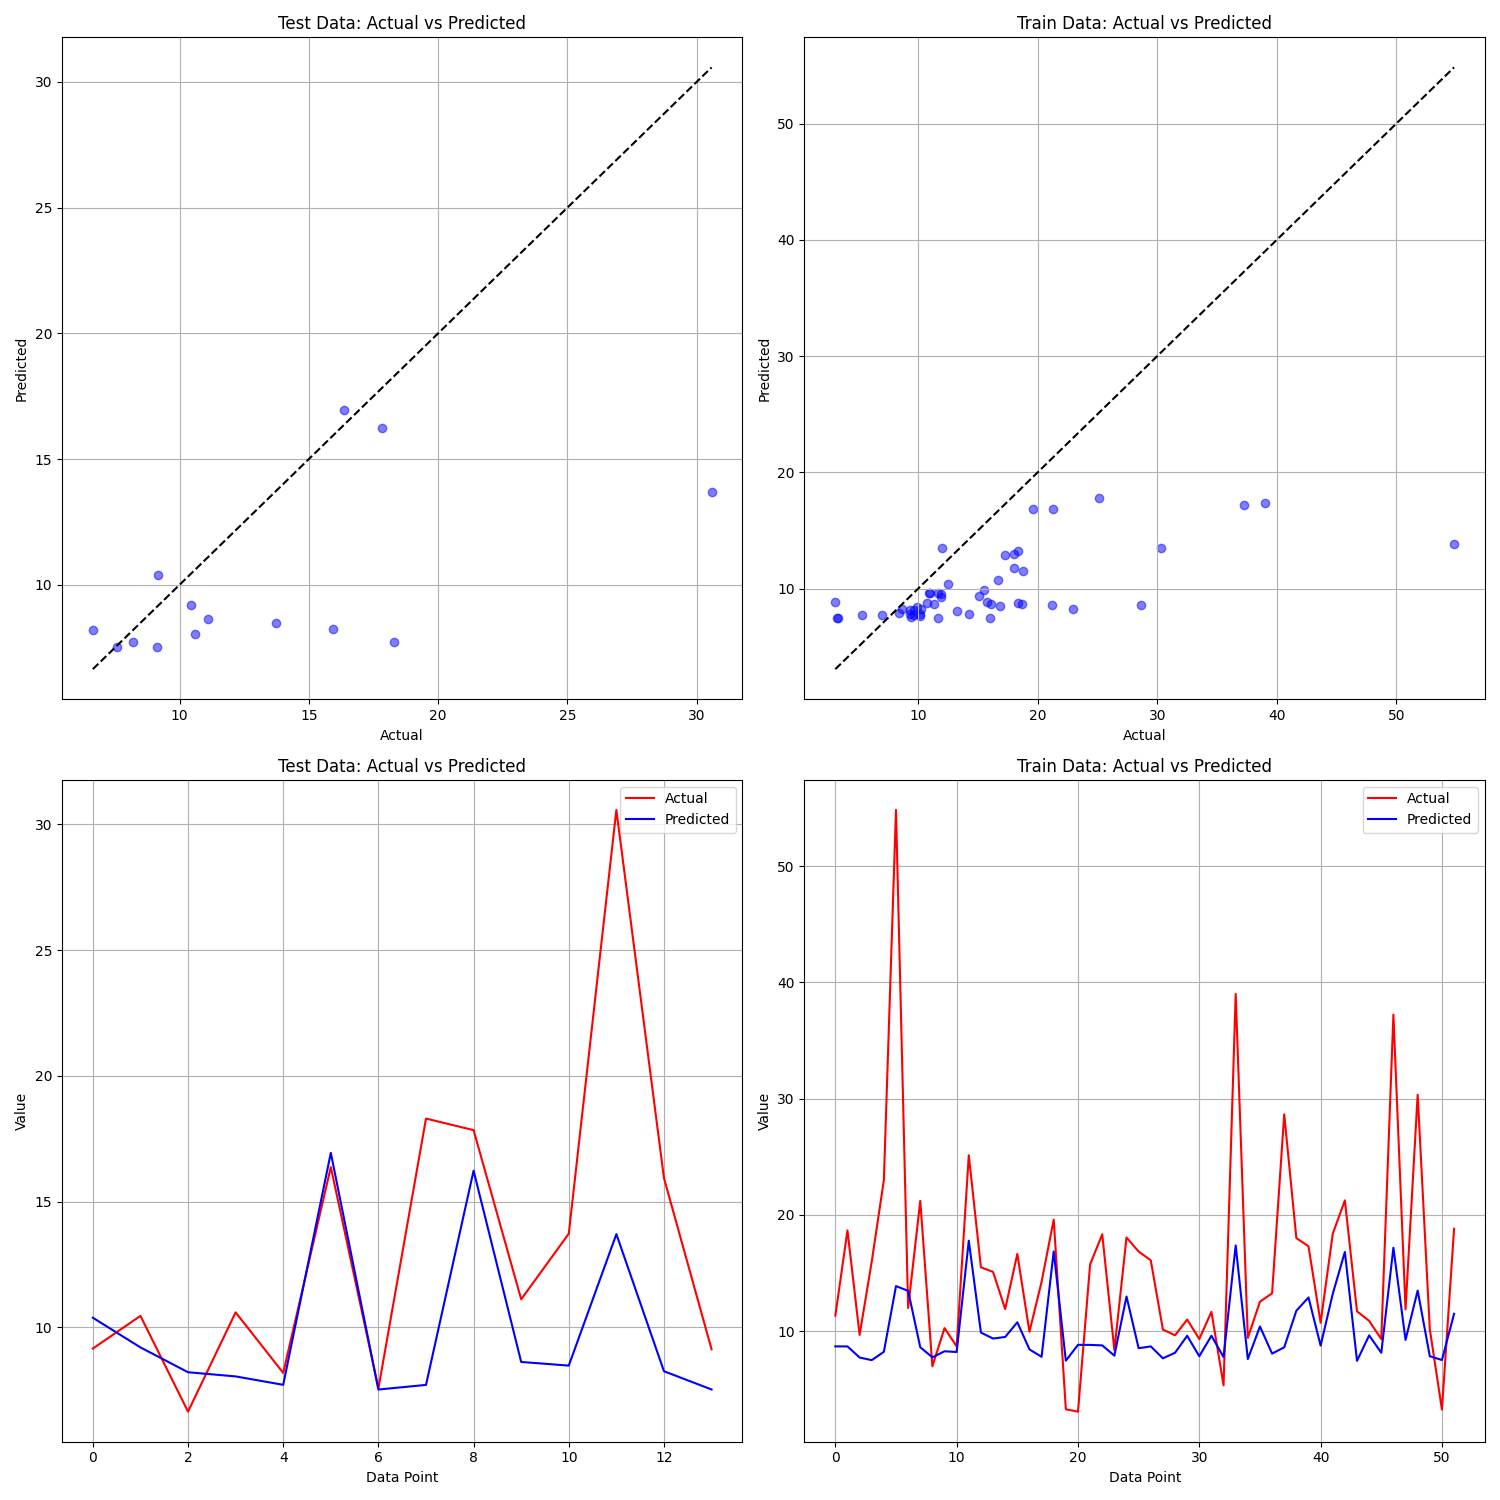 Test Data: Actual vs Predicted
30
25
20
15
10
Predicted
10 15 20 25 30
Actual
Train Data: Actual vs Predicted
50
40
30
20
10
Predicted
10 20 30 40 50
Actual
Test Data: Actual vs Predicted
Actual
Predicted
30
25
20
15
10
Value
0 2 4 6 8 10 12
Data Point
Train Data: Actual vs Predicted
Actual
Predicted
50
40
30
20
10
Value
0 10 20 30 40 50
Data Point